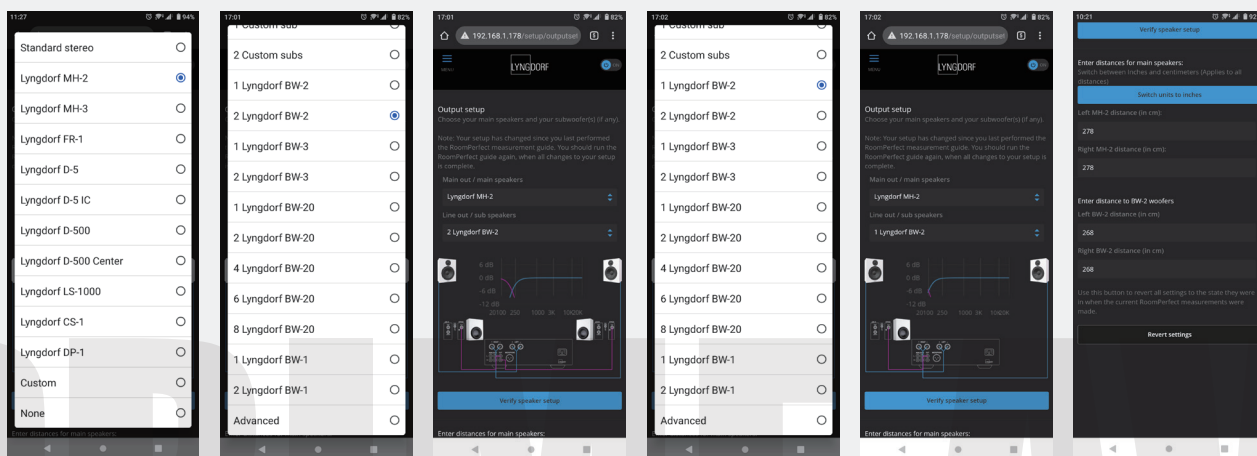 11:27
94%
Standard stereo
Lyngdorf MH-2
Lyngdorf MH-3
Lyngdorf FR-1
Lyngdorf D-5
Lyngdorf D-5 IC
Lyngdorf D-500
Lyngdorf D-500 Center
Lyngdorf LS-1000
Lyngdorf CS-1
Lyngdorf DP-1
Custom
None
Enter distances for main speakers:
17:01
82%
1 Custom sub
2 Custom subs
1 Lyngdorf BW-2
2 Lyngdorf BW-2
1 Lyngdorf BW-3
2 Lyngdorf BW-3
1 Lyngdorf BW-20
2 Lyngdorf BW-20
4 Lyngdorf BW-20
6 Lyngdorf BW-20
8 Lyngdorf BW-20
1 Lyngdorf BW-1
2 Lyngdorf BW-1
Advanced
17:01
82%
192.168.1.178/setup/outputset
MENU
LYNGDORF
ON
Output setup
Choose your main speakers and your subwoofer(s) (if any).
Note: Your setup has changed since you last performed
the RoomPerfect measurement guide. You should run the
RoomPerfect guide again, when all changes to your setup
is complete.
Main out / main speakers
Lyngdorf MH-2
Line out / sub speakers
2 Lyngdorf BW-2
6 dB
0 dB
-6 dB
-12 dB
20 100 250 1000 3K 10K20K
Verify speaker setup
Enter distances for main speakers:
17:02
82%
1 Custom sub
2 Custom subs
1 Lyngdorf BW-2
2 Lyngdorf BW-2
1 Lyngdorf BW-3
2 Lyngdorf BW-3
1 Lyngdorf BW-20
2 Lyngdorf BW-20
4 Lyngdorf BW-20
6 Lyngdorf BW-20
8 Lyngdorf BW-20
1 Lyngdorf BW-1
2 Lyngdorf BW-1
Advanced
17:02
82%
192.168.1.178/setup/outputset
MENU
LYNGDORF
ON
Output setup
Choose your main speakers and your subwoofer(s) (if any).
Note: Your setup has changed since you last performed
the RoomPerfect measurement guide. You should run the
RoomPerfect guide again, when all changes to your setup is
complete.
Main out / main speakers
Lyngdorf MH-2
Line out / sub speakers
1 Lyngdorf BW-2
6 dB
0 dB
-6 dB
-12 dB
20 100 250 1000 3K 10K20K
Verify speaker setup
Enter distances for main speakers:
10:21
92
Verify speaker setup
Enter distances for main speakers:
Switch between inches and centimeters (Applies to all
distances)
Switch units to inches
Left MH-2 distance (in cm):
278
Right MH-2 distance (in cm):
278
Enter distance to BW-2 woofers
Left BW-2 distance (in cm)
268
Right BW-2 distance (in cm)
268
Use this button to revert all settings to the state they were
in when the current RoomPerfect measurements were
made.
Revert settings